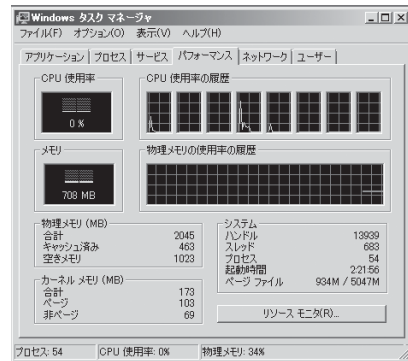 Windows タスク マネージャ
ファイル(F) オプション(O) 表示(V) ヘルプ(H)
アプリケーション プロセス サービス パフォーマンス ネットワーク ユーザー
CPU 使用率 CPU 使用率の履歴
0 %
メモリ 物理メモリの使用率の履歴
708 MB
物理メモリ (MB)
合計 2045
キャッシュ済み 463
空きメモリ 1023
カーネル メモリ (MB)
合計 173
ページ 103
非ページ 69
システム
ハンドル 13939
スレッド 683
プロセス 54
起動時間 2:21:56
ページ ファイル 934M / 5047M
リソース モニタ(R)...
プロセス: 54 CPU 使用率: 0% 物理メモリ: 34%